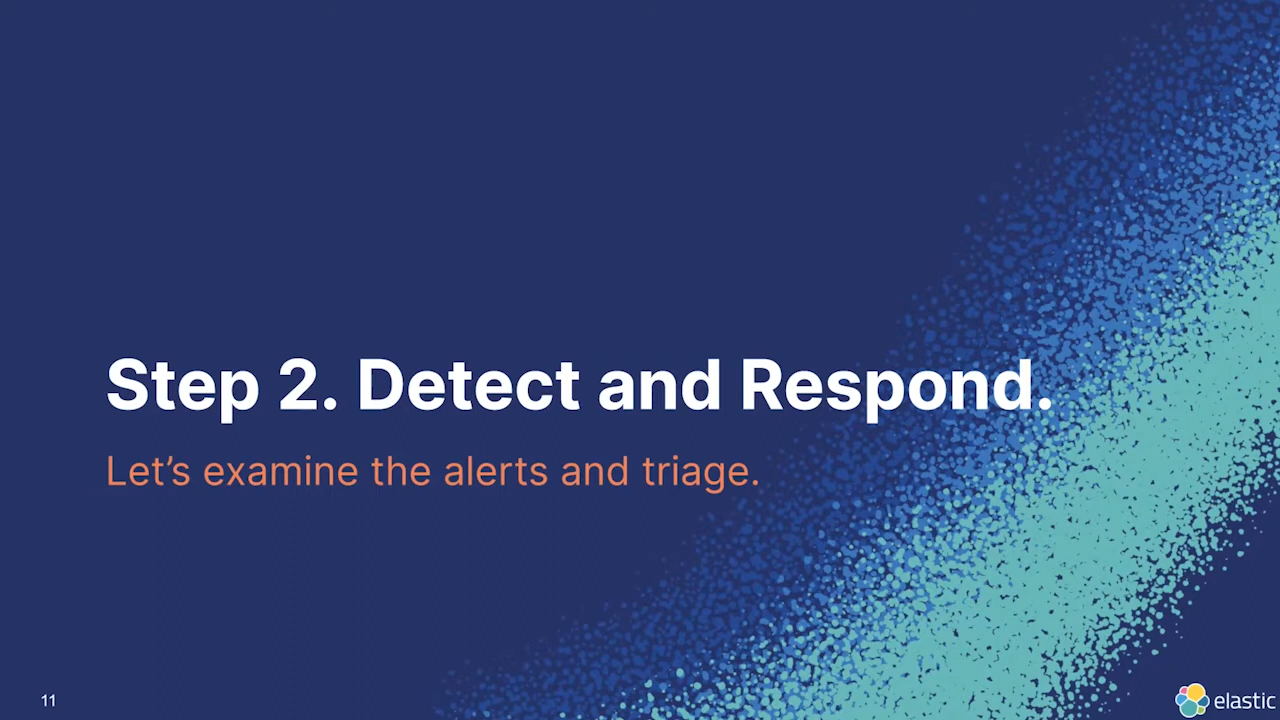 Step 2. Detect and Respond.
Let’s examine the alerts and triage.
11
elastic